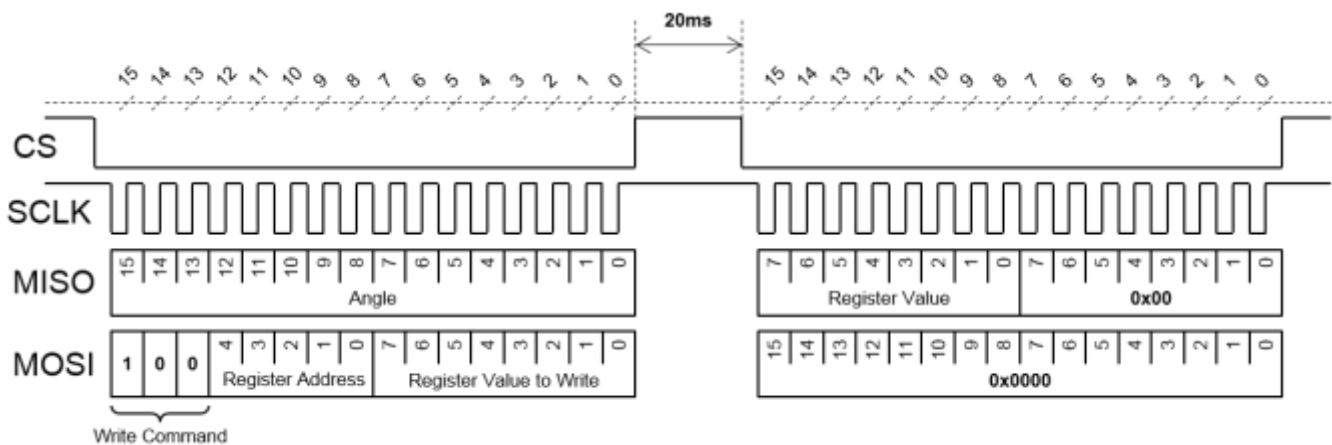 20ms
15 14 13 12 11 10 9 8 7 6 5 4 3 2 1 0 15 14 13 12 11 10 9 8 7 6 5 4 3 2 1 0
CS
SCLK
MISO 15 14 13 12 11 10 9 8 7 6 5 4 3 2 1 0 7 6 5 4 3 2 1 0 7 6 5 4 3 2 1 0
Angle Register Value 0x00
MOSI 1 0 0 4 3 2 1 0 7 6 5 4 3 2 1 0 15 14 13 12 11 10 9 8 7 6 5 4 3 2 1 0
Register Address Register Value to Write 0x0000
Write Command